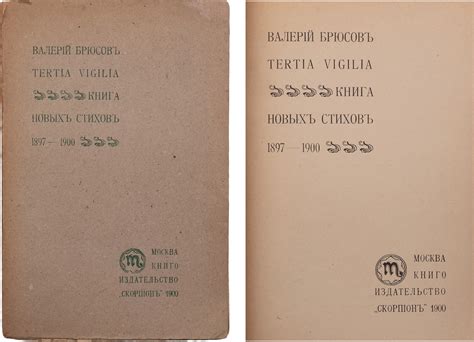 ВАЛЕРІЙ БРЮСОВЪ
TERTIA VIGILIA
КНИГА
НОВЫХЪ СТИХОВЪ
1897—1900
МОСКВА
КНИГО
ИЗДАТЕЛЬСТВО
„СКОРПІОНЪ" 1900
ВАЛЕРІЙ БРЮСОВЪ
TERTIA VIGILIA
КНИГА
НОВЫХЪ СТИХОВЪ
1897—1900
МОСКВА
КНИГО
ИЗДАТЕЛЬСТВО
„СКОРПІОНЪ" 1900